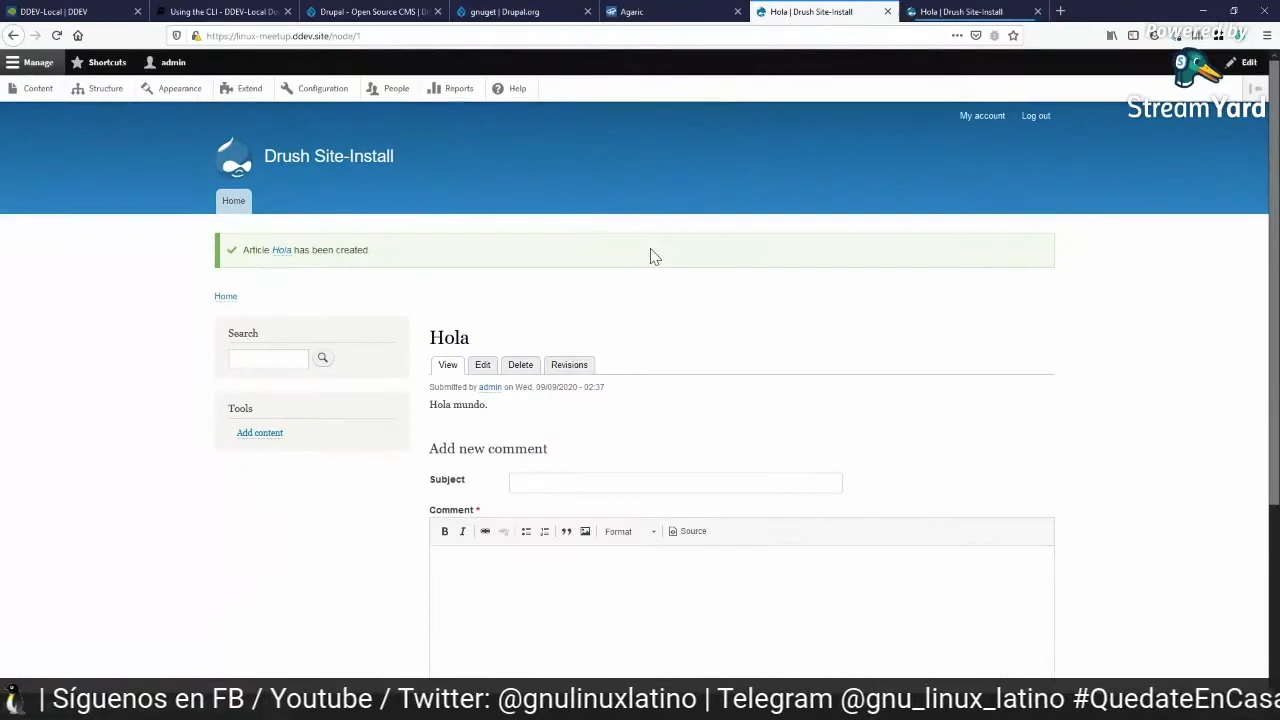 DDEV-Local | DDEV
Using the CLI - DDEV-Local Do
Drupal - Open Source CMS | Dr
gnuget | Drupal.org
Agaric
Hola | Drush Site-Install
Hola | Drush Site-Install
https://linux-meetup.ddev.site/node/1
Powered by
StreamYard
Manage
Shortcuts
admin
Edit
Content
Structure
Appearance
Extend
Configuration
People
Reports
Help
My account
Log out
Drush Site-Install
Home
Article Hola has been created.
Home
Search
Hola
View
Edit
Delete
Revisions
Submitted by admin on Wed, 09/09/2020 - 02:37
Hola mundo.
Tools
Add content
Add new comment
Subject
Comment *
B I
Format
Source
| Síguenos en FB / Youtube / Twitter: @gnulinuxlatino | Telegram @gnu_linux_latino #QuedateEnCasa